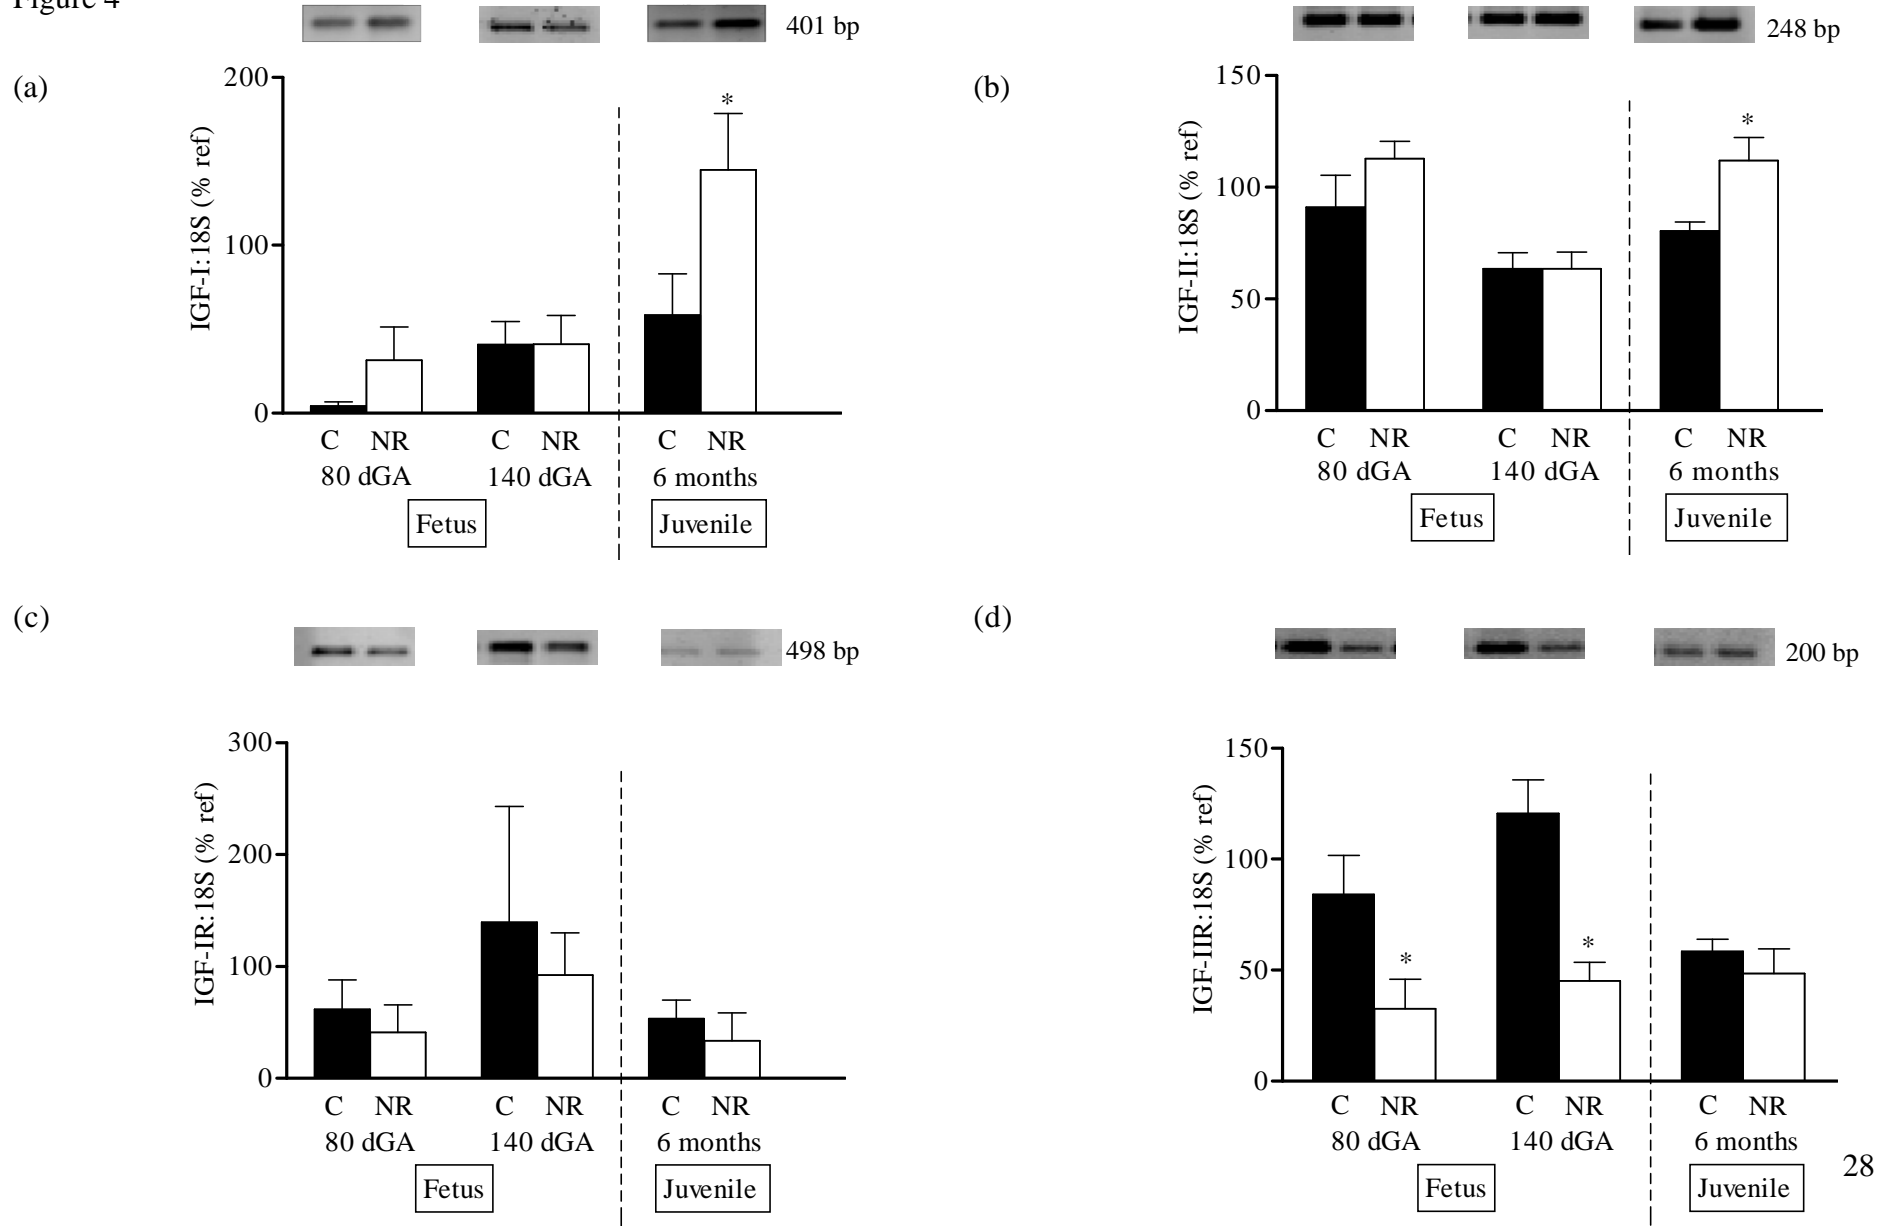 Figure 4
401 bp
248 bp
(a)
200
100
0
IGF-I:18S (% ref)
*
C NR C NR C NR
80 dGA 140 dGA 6 months
Fetus Juvenile
(b)
150
100
50
0
IGF-II:18S (% ref)
*
C NR C NR C NR
80 dGA 140 dGA 6 months
Fetus Juvenile
(c)
498 bp
300
200
100
0
IGF-IR:18S (% ref)
C NR C NR C NR
80 dGA 140 dGA 6 months
Fetus Juvenile
(d)
200 bp
150
100
50
0
IGF-IIR:18S (% ref)
*
*
C NR C NR C NR
80 dGA 140 dGA 6 months
Fetus Juvenile
28